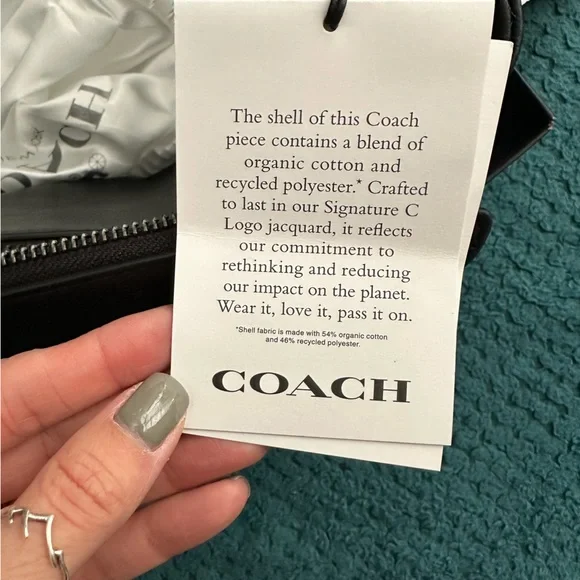 The shell of this Coach
piece contains a blend of
organic cotton and
recycled polyester.* Crafted
to last in our Signature C
Logo jacquard, it reflects
our commitment to
rethinking and reducing
our impact on the planet.
Wear it, love it, pass it on.
*Shell fabric is made with 54% organic cotton
and 46% recycled polyester.
COACH